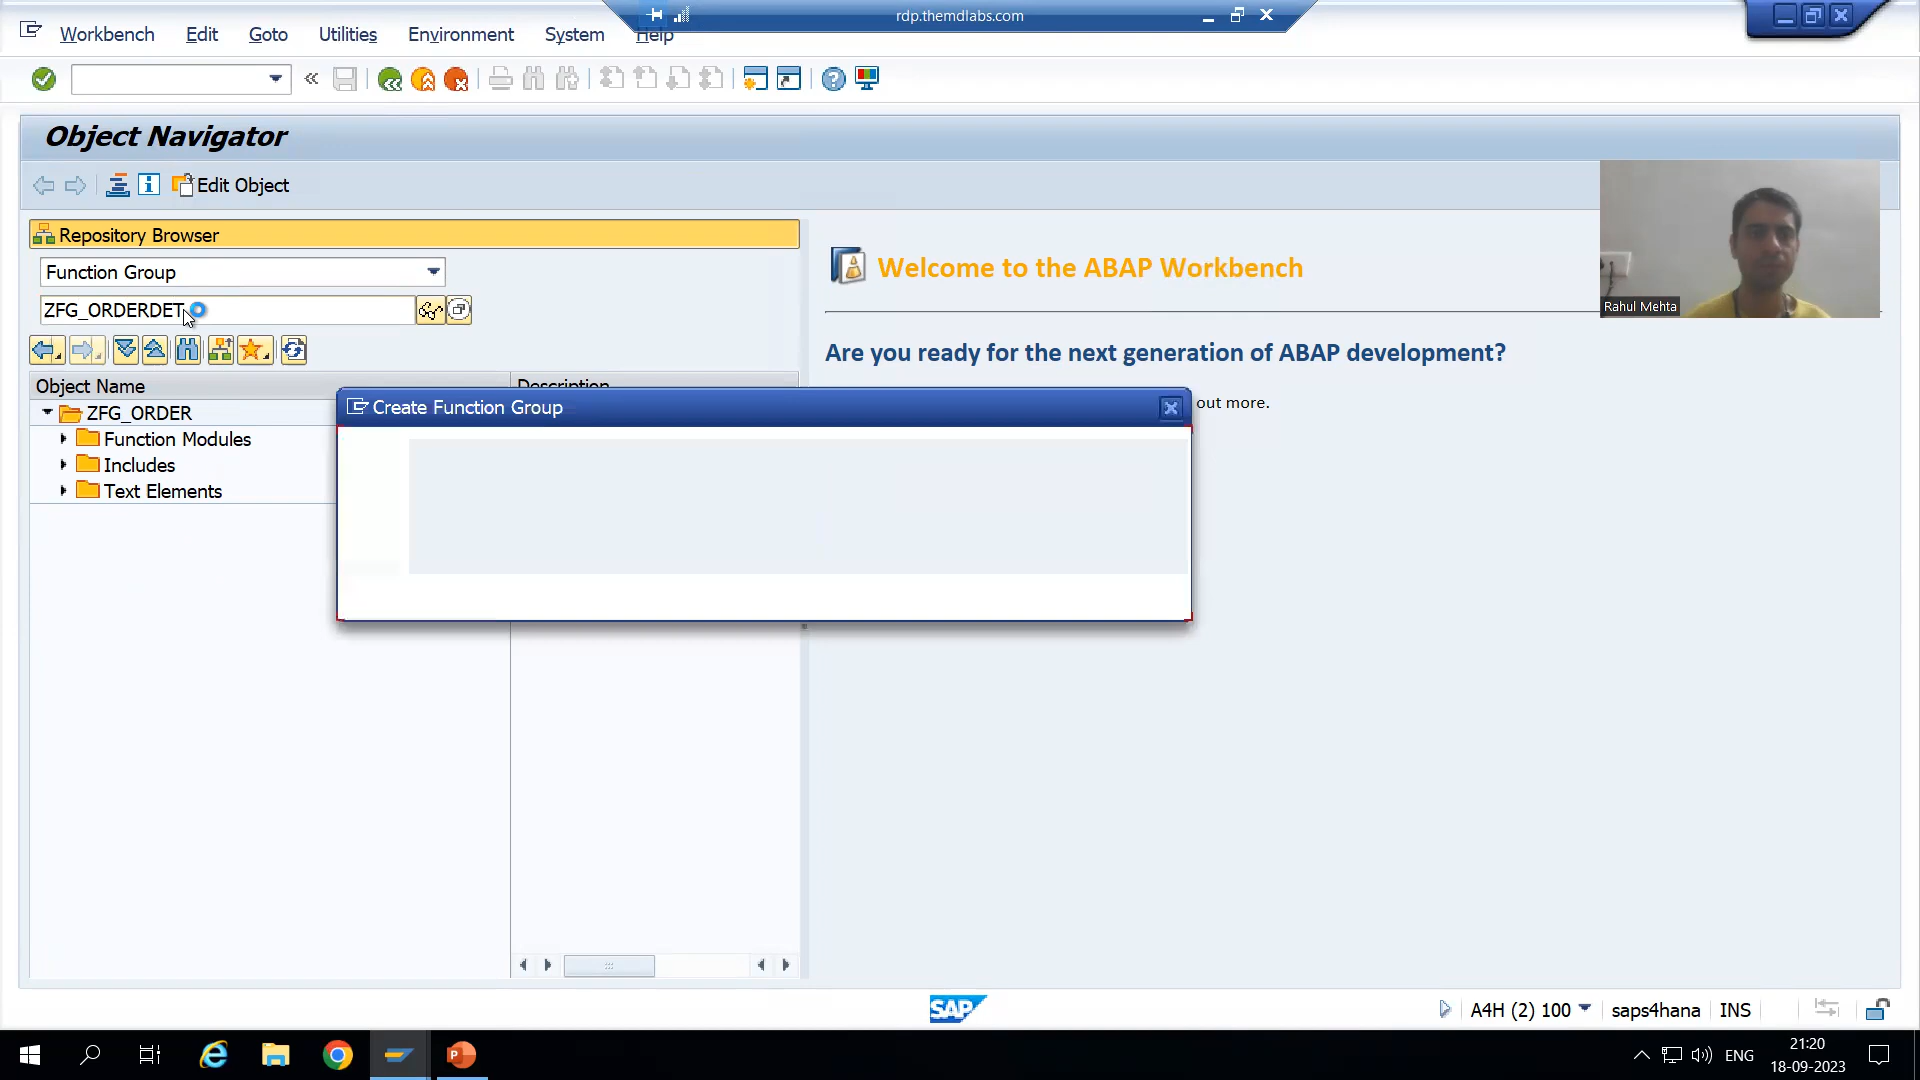 rdp.themdlabs.com
Workbench Edit Goto Utilities Environment System Help
Object Navigator
Edit Object
Repository Browser
Function Group
ZFG_ORDERDET
Object Name Description
ZFG_ORDER
Function Modules
Includes
Text Elements
Create Function Group
Welcome to the ABAP Workbench
Are you ready for the next generation of ABAP development?
out more.
Rahul Mehta
SAP
A4H (2) 100 saps4hana INS
ENG
21:20
18-09-2023